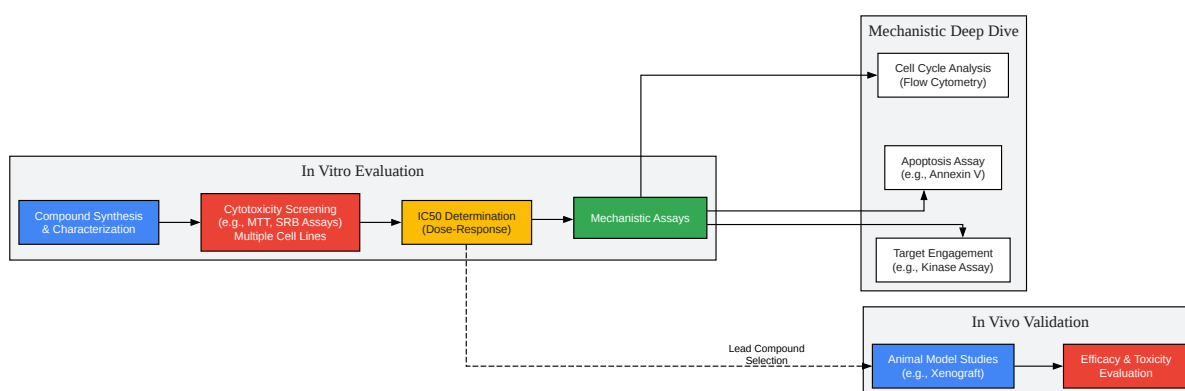 Mechanistic Deep Dive
Cell Cycle Analysis
(Flow Cytometry)
Apoptosis Assay
(e.g., Annexin V)
Target Engagement
(e.g., Kinase Assay)
In Vitro Evaluation
Compound Synthesis
& Characterization
Cytotoxicity Screening
(e.g., MTT, SRB Assays)
Multiple Cell Lines
IC50 Determination
(Dose-Response)
Mechanistic Assays
Lead Compound
Selection
In Vivo Validation
Animal Model Studies
(e.g., Xenograft)
Efficacy & Toxicity
Evaluation